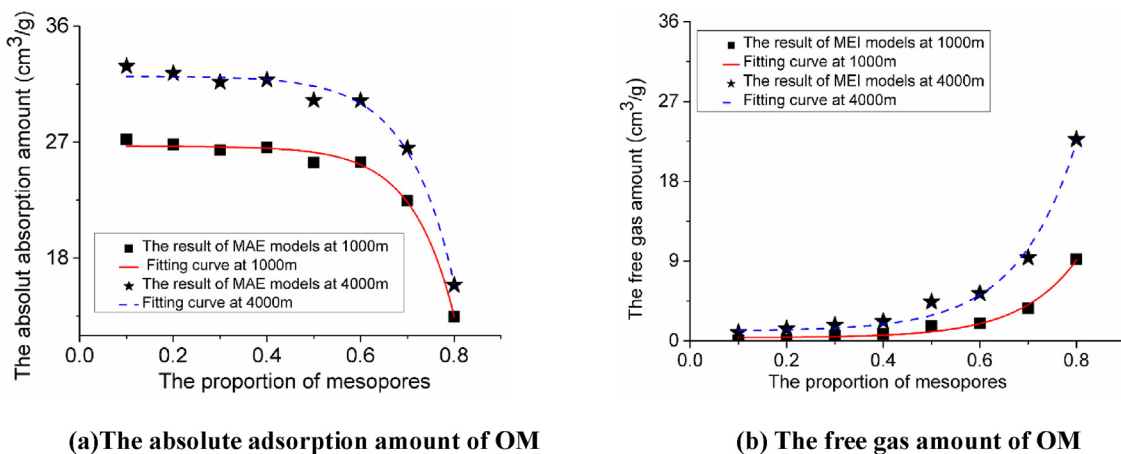 The absolute absorption amount (cm³/g)
36
27
18
The result of MAE models at 1000m
Fitting curve at 1000m
The result of MAE models at 4000m
Fitting curve at 4000m
0.0 0.2 0.4 0.6 0.8
The proportion of mesopores
(a)The absolute adsorption amount of OM
The free gas amount (cm³/g)
36
27
18
9
0
The result of MEI models at 1000m
Fitting curve at 1000m
The result of MEI models at 4000m
Fitting curve at 4000m
0.0 0.2 0.4 0.6 0.8
The proportion of mesopores
(b) The free gas amount of OM